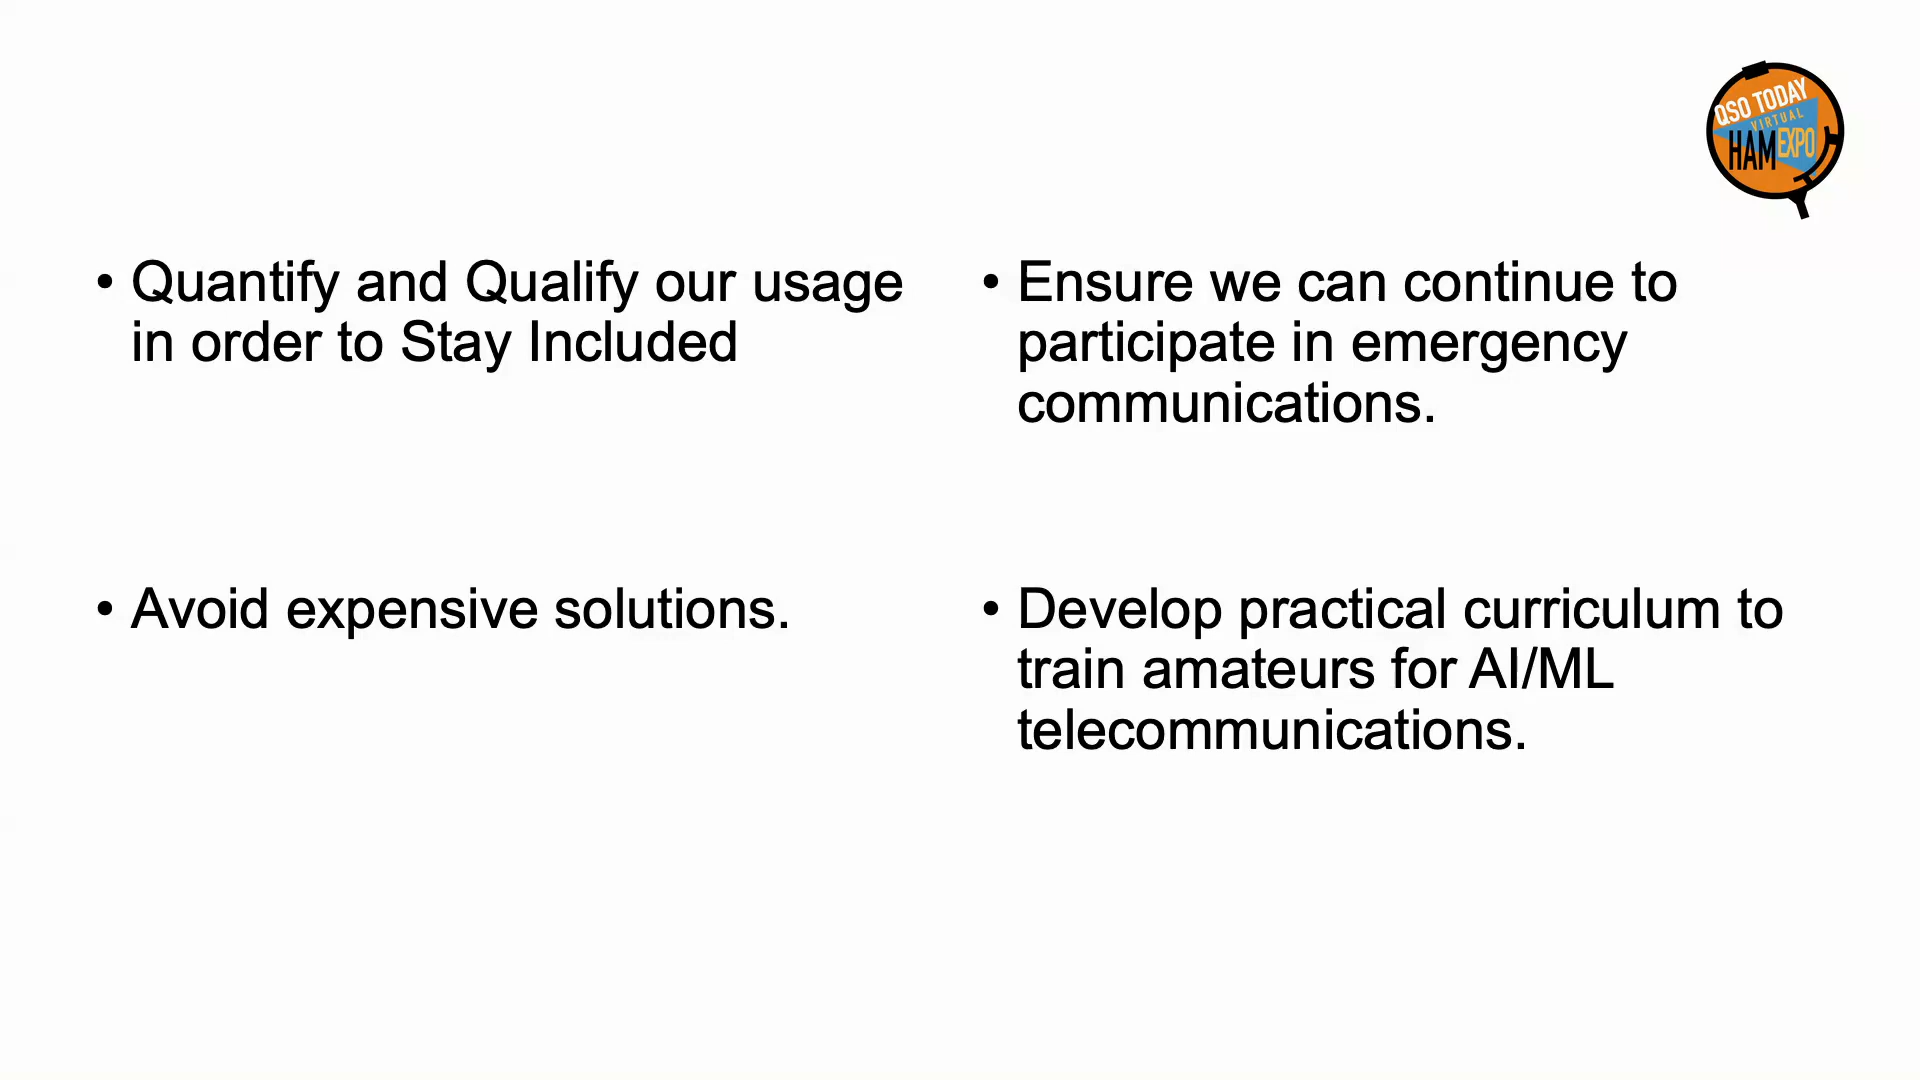 QSO TODAY
VIRTUAL
HAM EXPO
• Quantify and Qualify our usage
in order to Stay Included
• Ensure we can continue to
participate in emergency
communications.
• Avoid expensive solutions.
• Develop practical curriculum to
train amateurs for AI/ML
telecommunications.